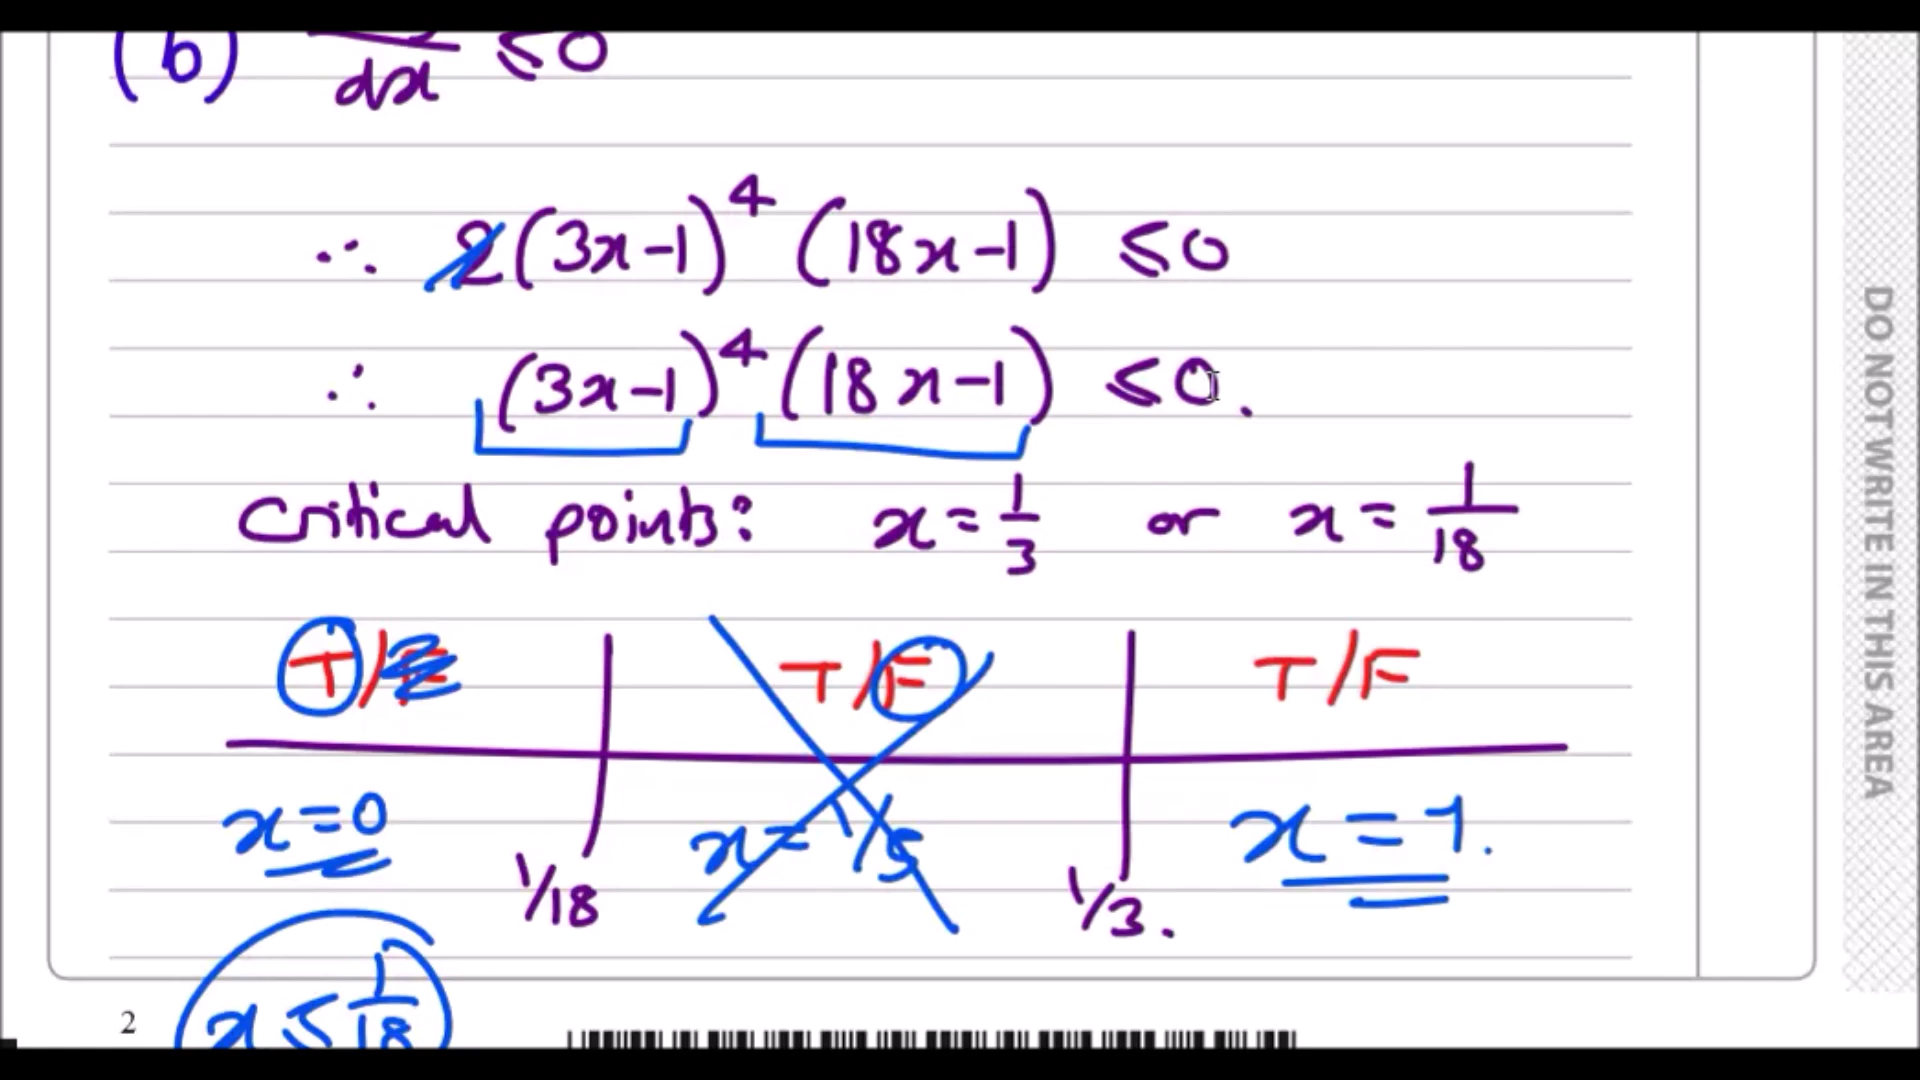 (b) dx ≤0
∴ 2(3x-1)⁴ (18x-1) ≤0
∴ (3x-1)⁴ (18x-1) ≤0.
Critical points: x = 1/3 or x = 1/18
T/F T/F T/F
x=0 1/18 x=1/5 1/3. x=1.
x ≤ 1/18
2
DO NOT WRITE IN THIS AREA